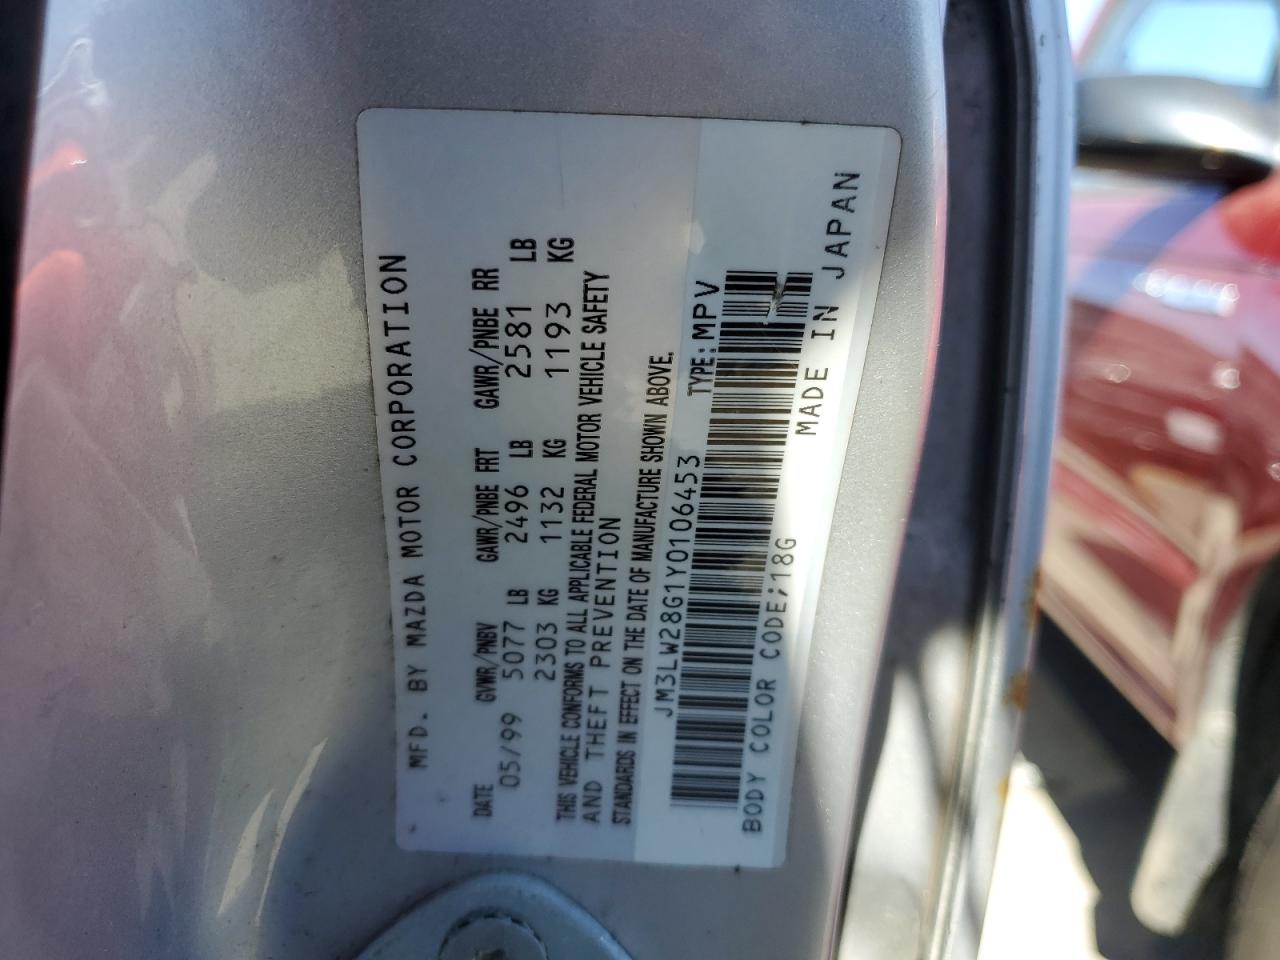 MFD. BY MAZDA MOTOR CORPORATION
DATE GVWR/PNBV GAWR/PNBE FRT GAWR/PNBE RR
05/99 5077 LB 2496 LB 2581 LB
2303 KG 1132 KG 1193 KG
THIS VEHICLE CONFORMS TO ALL APPLICABLE FEDERAL MOTOR VEHICLE SAFETY
AND THEFT PREVENTION
STANDARDS IN EFFECT ON THE DATE OF MANUFACTURE SHOWN ABOVE.
JM3LW28G1Y0106453 TYPE: MPV
BODY COLOR CODE;18G MADE IN JAPAN